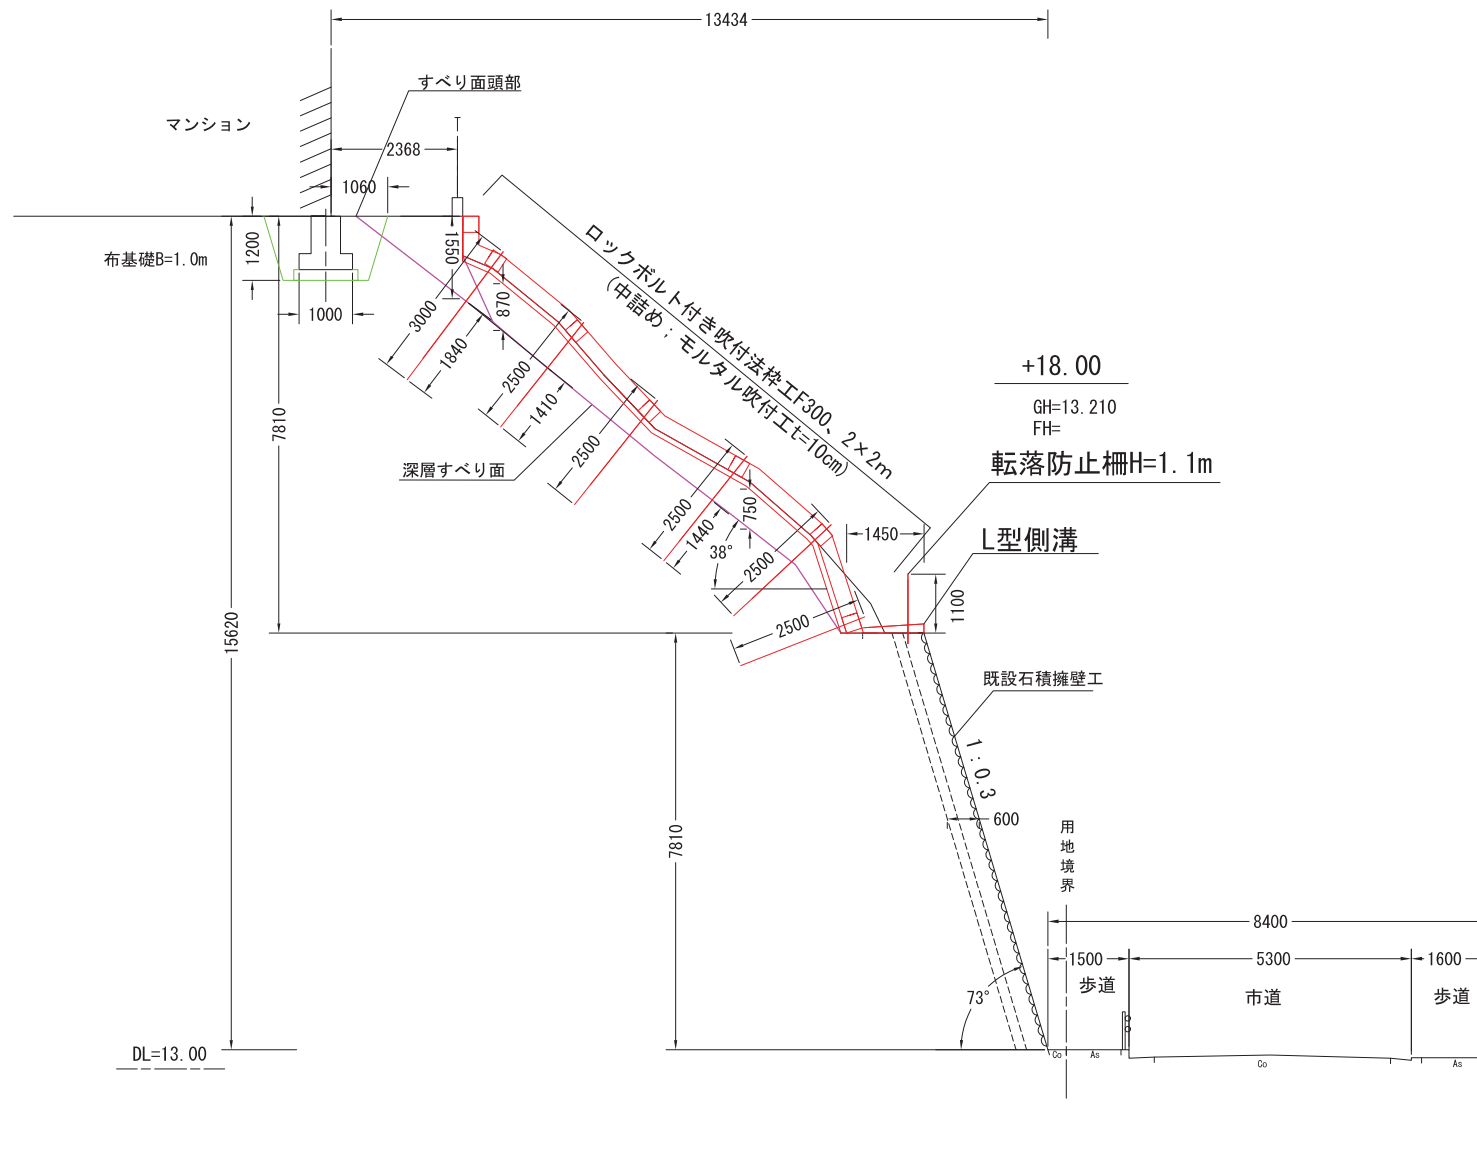 13434
すべり面頭部
マンション
2368
1060
1200
1550
布基礎B=1.0m
1000
870
3000
1840
2500
1410
2500
ロックボルト付き吹付法枠工F300、2×2m
(中詰め；モルタル吹付工t=10cm)
+18.00
GH=13.210
FH=
転落防止柵H=1.1m
7810
深層すべり面
2500
1440
750
38°
2500
1450
L型側溝
1100
2500
15620
既設石積擁壁工
1:0.3
600
7810
用地境界
8400
1500
5300
1600
歩道
市道
歩道
73°
DL=13.00
Co
As
Co
As